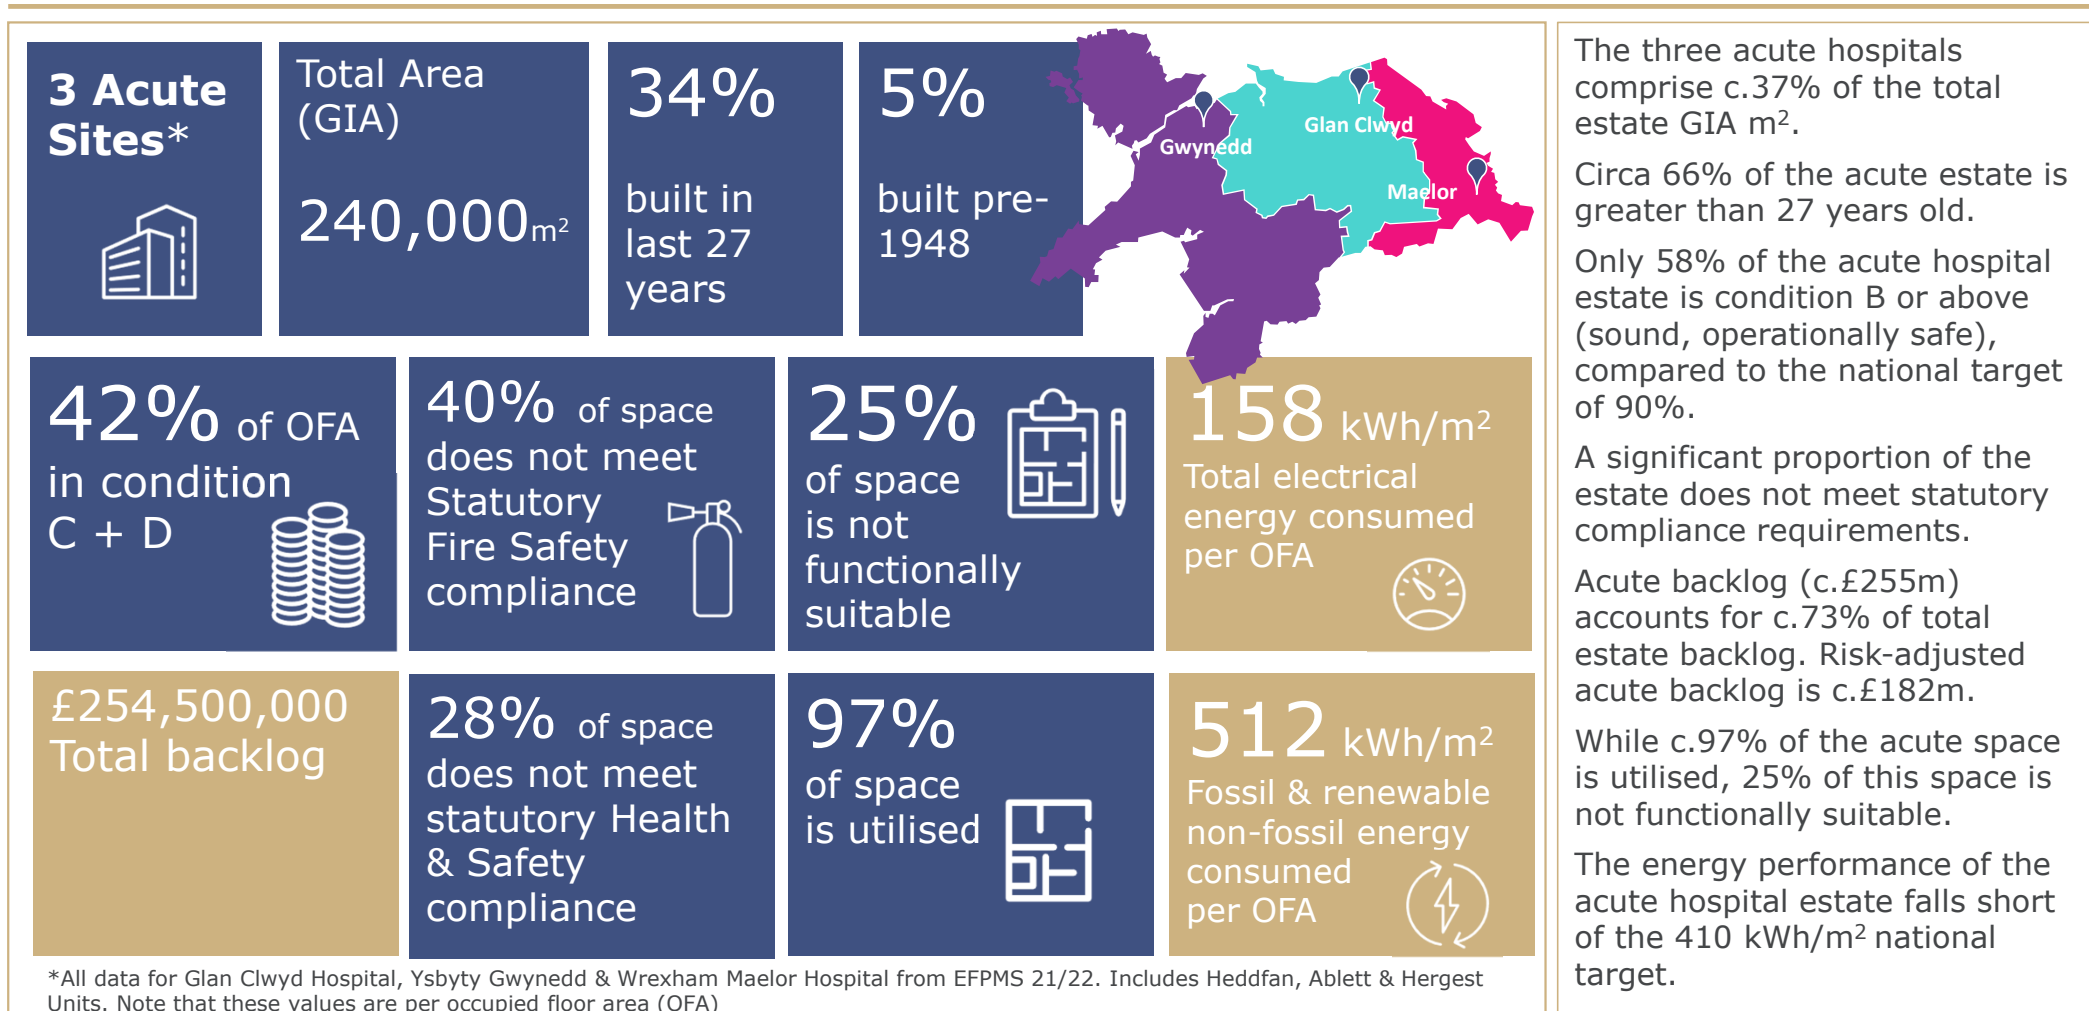 3 Acute
Sites*
Total Area
(GIA)
240,000m²
34%
built in
last 27
years
5%
built pre-
1948
Gwynedd
Glan Clwyd
Maelor
42% of OFA
in condition
C + D
40% of space
does not meet
Statutory
Fire Safety
compliance
25%
of space
is not
functionally
suitable
158 kWh/m²
Total electrical
energy consumed
per OFA
£254,500,000
Total backlog
28% of space
does not meet
statutory Health
& Safety
compliance
97%
of space
is utilised
512 kWh/m²
Fossil & renewable
non-fossil energy
consumed
per OFA
*All data for Glan Clwyd Hospital, Ysbyty Gwynedd & Wrexham Maelor Hospital from EFPMS 21/22. Includes Heddfan, Ablett & Hergest
Units. Note that these values are per occupied floor area (OFA)
The three acute hospitals
comprise c.37% of the total
estate GIA m².
Circa 66% of the acute estate is
greater than 27 years old.
Only 58% of the acute hospital
estate is condition B or above
(sound, operationally safe),
compared to the national target
of 90%.
A significant proportion of the
estate does not meet statutory
compliance requirements.
Acute backlog (c.£255m)
accounts for c.73% of total
estate backlog. Risk-adjusted
acute backlog is c.£182m.
While c.97% of the acute space
is utilised, 25% of this space is
not functionally suitable.
The energy performance of the
acute hospital estate falls short
of the 410 kWh/m² national
target.